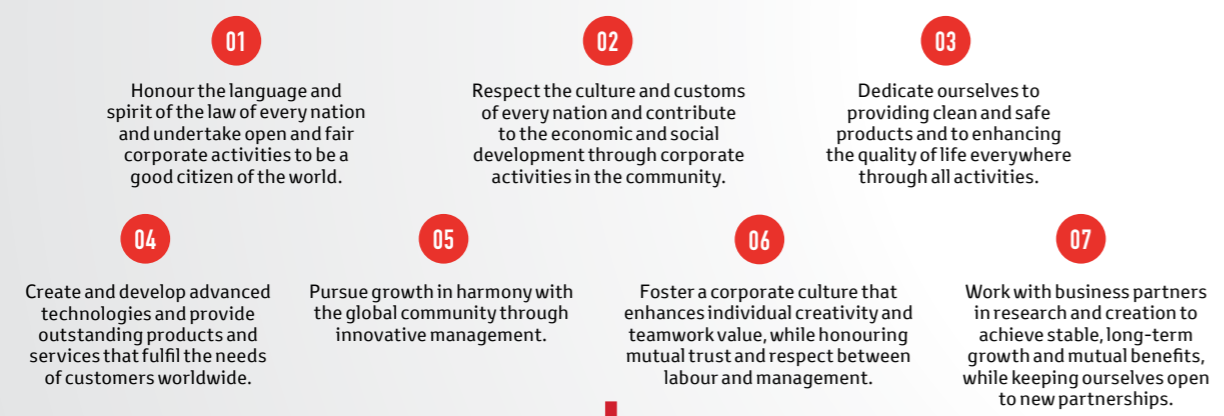 01
Honour the language and
spirit of the law of every nation
and undertake open and fair
corporate activities to be a
good citizen of the world.
02
Respect the culture and customs
of every nation and contribute
to the economic and social
development through corporate
activities in the community.
03
Dedicate ourselves to
providing clean and safe
products and to enhancing
the quality of life everywhere
through all activities.
04
Create and develop advanced
technologies and provide
outstanding products and
services that fulfil the needs
of customers worldwide.
05
Pursue growth in harmony with
the global community through
innovative management.
06
Foster a corporate culture that
enhances individual creativity and
teamwork value, while honouring
mutual trust and respect between
labour and management.
07
Work with business partners
in research and creation to
achieve stable, long-term
growth and mutual benefits,
while keeping ourselves open
to new partnerships.